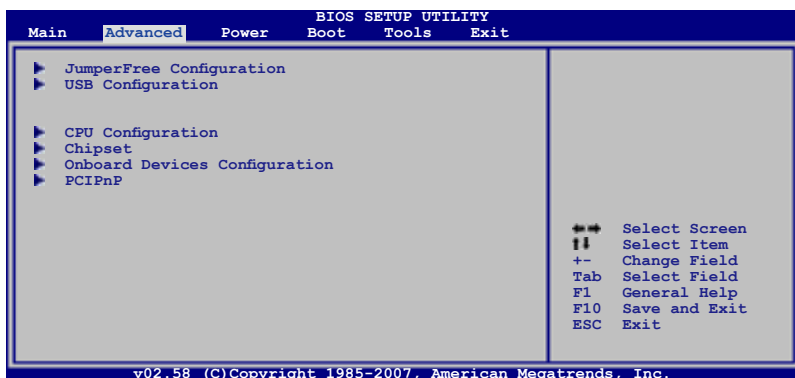 BIOS SETUP UTILITY
Main Advanced Power Boot Tools Exit
JumperFree Configuration
USB Configuration
CPU Configuration
Chipset
Onboard Devices Configuration
PCIPnP
Select Screen
Select Item
+- Change Field
Tab Select Field
F1 General Help
F10 Save and Exit
ESC Exit
v02.58 (C)Copyright 1985-2007, American Megatrends, Inc.